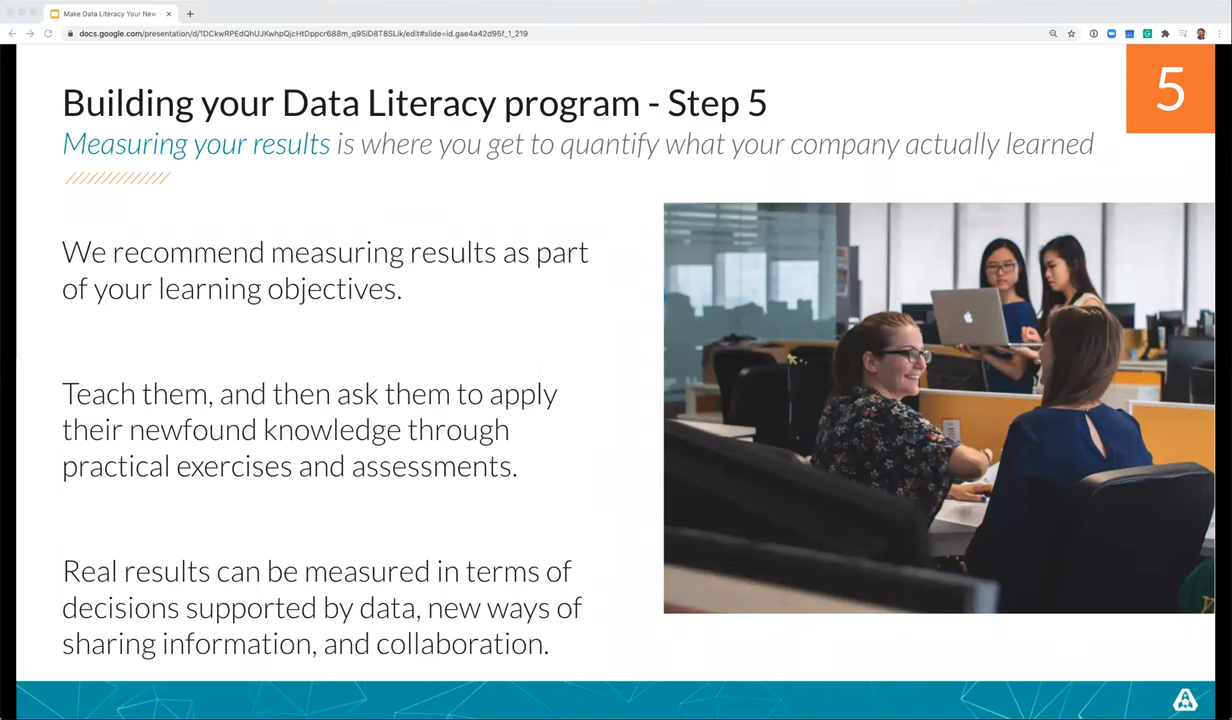 Make Data Literacy Your New
docs.google.com/presentation/d/1DCkwRPEdQhUJKwhpQjcHtDppcr688m_q9SiD8T8SLik/edit#slide=id.gae4a42d95f_1_219
Building your Data Literacy program - Step 5
5
Measuring your results is where you get to quantify what your company actually learned
We recommend measuring results as part
of your learning objectives.
Teach them, and then ask them to apply
their newfound knowledge through
practical exercises and assessments.
Real results can be measured in terms of
decisions supported by data, new ways of
sharing information, and collaboration.